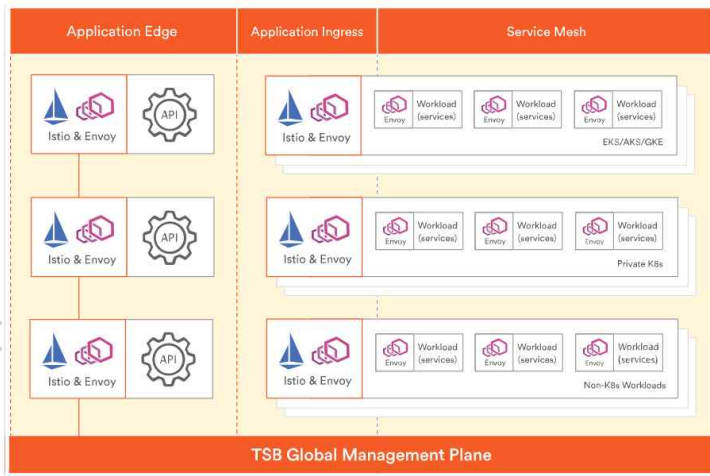 Application Edge
Application Ingress
Service Mesh
Istio & Envoy
API
Istio & Envoy
Envoy
Workload
(services)
Envoy
Workload
(services)
Envoy
Workload
(services)
EKS/AKS/GKE
Istio & Envoy
API
Istio & Envoy
Envoy
Workload
(services)
Envoy
Workload
(services)
Envoy
Workload
(services)
Private K8s
Istio & Envoy
API
Istio & Envoy
Envoy
Workload
(services)
Envoy
Workload
(services)
Envoy
Workload
(services)
Non-K8s Workloads
TSB Global Management Plane